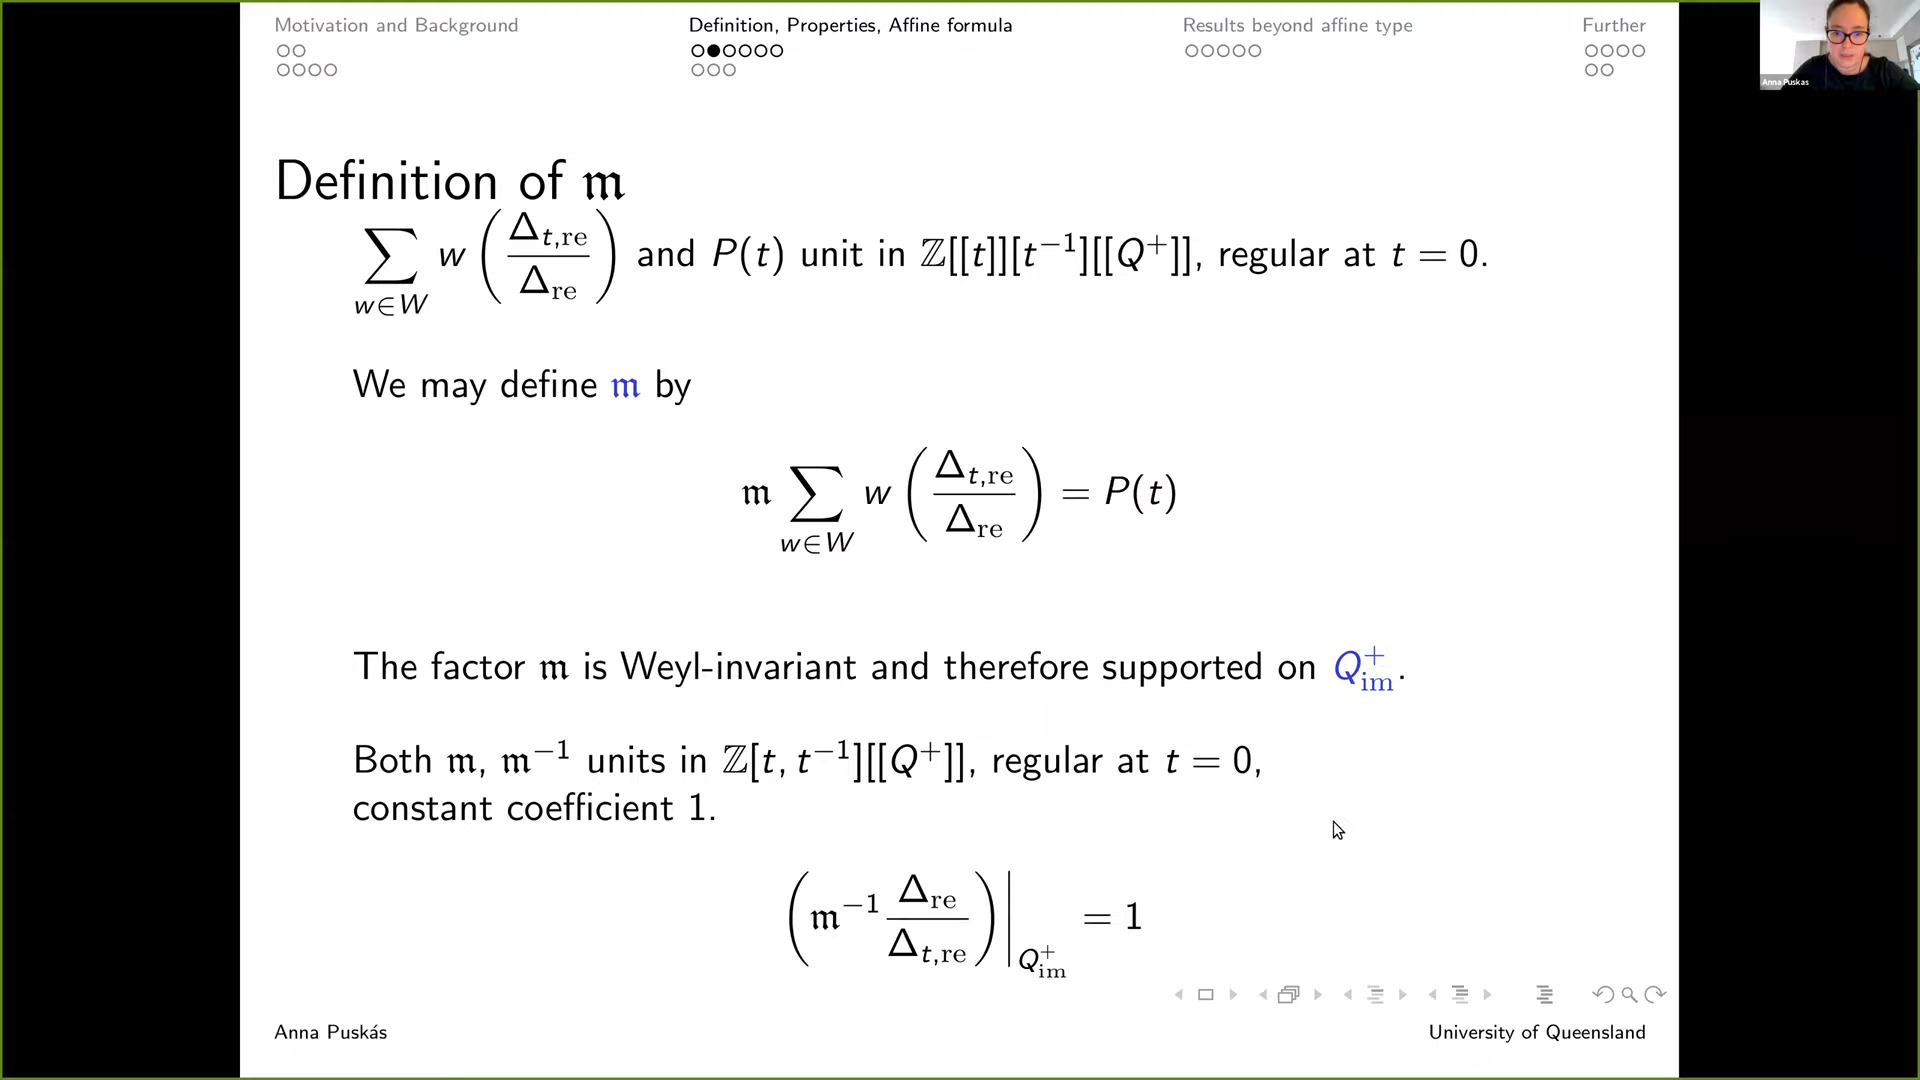 Motivation and Background
Definition, Properties, Affine formula
Results beyond affine type
Further
Anna Puskas
Definition of 𝔪
∑_{w∈W} w (Δ_{t,re} / Δ_{re}) and P(t) unit in ℤ[[t]][t⁻¹][[Q⁺]], regular at t = 0.
We may define 𝔪 by
𝔪 ∑_{w∈W} w (Δ_{t,re} / Δ_{re}) = P(t)
The factor 𝔪 is Weyl-invariant and therefore supported on Q⁺_{im}.
Both 𝔪, 𝔪⁻¹ units in ℤ[t, t⁻¹][[Q⁺]], regular at t = 0,
constant coefficient 1.
(𝔪⁻¹ Δ_{re} / Δ_{t,re})|_{Q⁺_{im}} = 1
Anna Puskás
University of Queensland